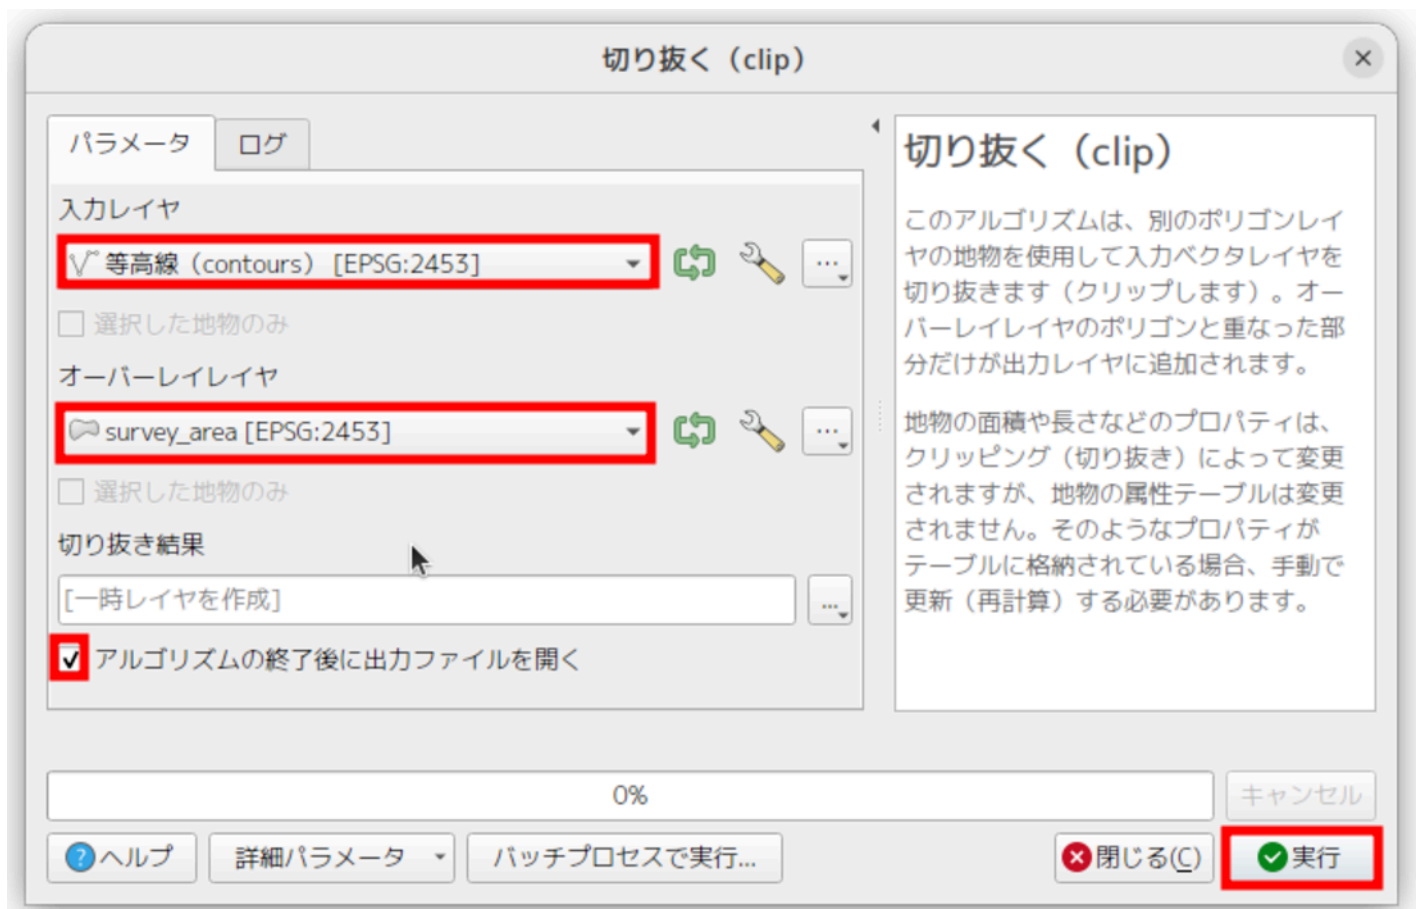 切り抜く（clip）
パラメータ
ログ
入力レイヤ
等高線（contours） [EPSG:2453]
…
選択した地物のみ
オーバーレイレイヤ
survey_area [EPSG:2453]
…
選択した地物のみ
切り抜き結果
[一時レイヤを作成]
…
アルゴリズムの終了後に出力ファイルを開く
切り抜く（clip）
このアルゴリズムは、別のポリゴンレイ
ヤの地物を使用して入力ベクタレイヤを
切り抜きます（クリップします）。オー
バーレイレイヤのポリゴンと重なった部
分だけが出力レイヤに追加されます。
地物の面積や長さなどのプロパティは、
クリッピング（切り抜き）によって変更
されますが、地物の属性テーブルは変更
されません。そのようなプロパティが
テーブルに格納されている場合、手動で
更新（再計算）する必要があります。
0%
キャンセル
ヘルプ
詳細パラメータ
バッチプロセスで実行...
閉じる(C)
実行